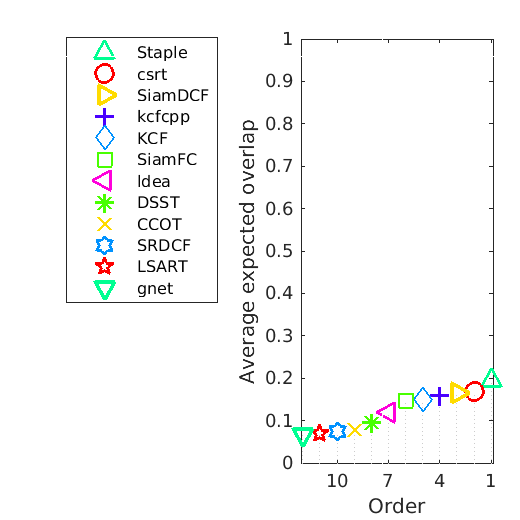 Staple
csrt
SiamDCF
kcfcpp
KCF
SiamFC
Idea
DSST
CCOT
SRDCF
LSART
gnet
Average expected overlap
1
0.9
0.8
0.7
0.6
0.5
0.4
0.3
0.2
0.1
0
10 7 4 1
Order